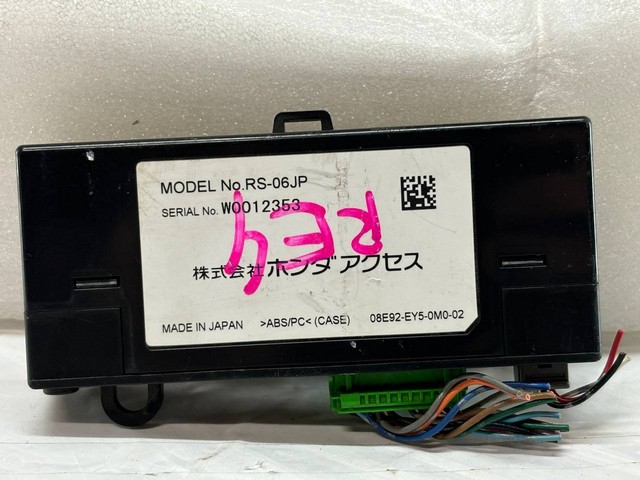 MODEL No.RS-06JP
SERIAL No. W0012353
株式会社ホンダアクセス
MADE IN JAPAN >ABS/PC< (CASE) 08E92-EY5-0M0-02